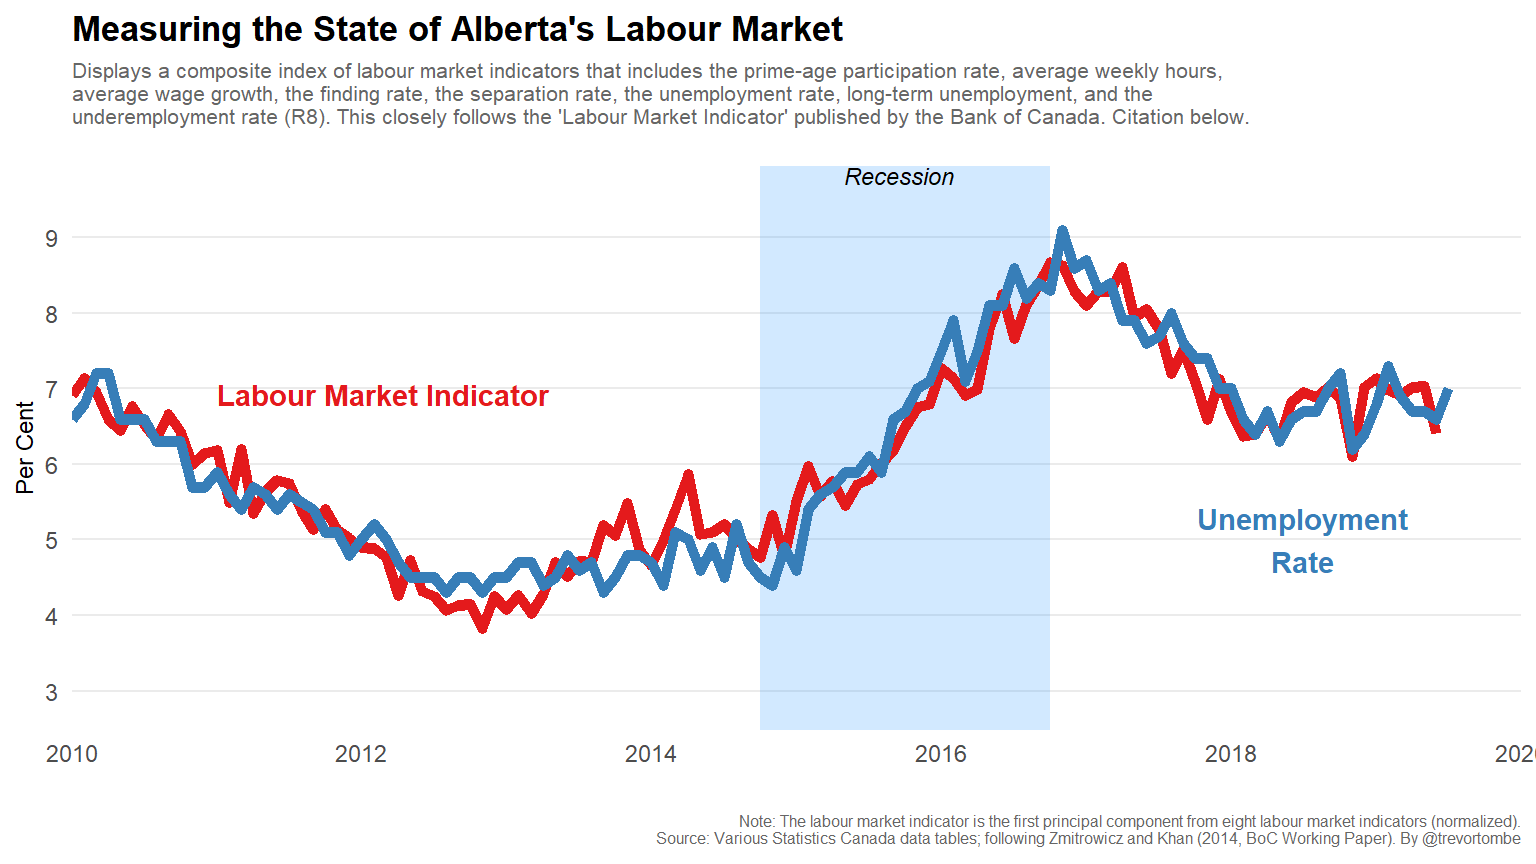 Measuring the State of Alberta's Labour Market
Displays a composite index of labour market indicators that includes the prime-age participation rate, average weekly hours,
average wage growth, the finding rate, the separation rate, the unemployment rate, long-term unemployment, and the
underemployment rate (R8). This closely follows the 'Labour Market Indicator' published by the Bank of Canada. Citation below.
Recession
9
8
7
Labour Market Indicator
Per Cent
6
Unemployment
Rate
5
4
3
2010 2012 2014 2016 2018 202
Note: The labour market indicator is the first principal component from eight labour market indicators (normalized).
Source: Various Statistics Canada data tables; following Zmitrowicz and Khan (2014, BoC Working Paper). By @trevortombe